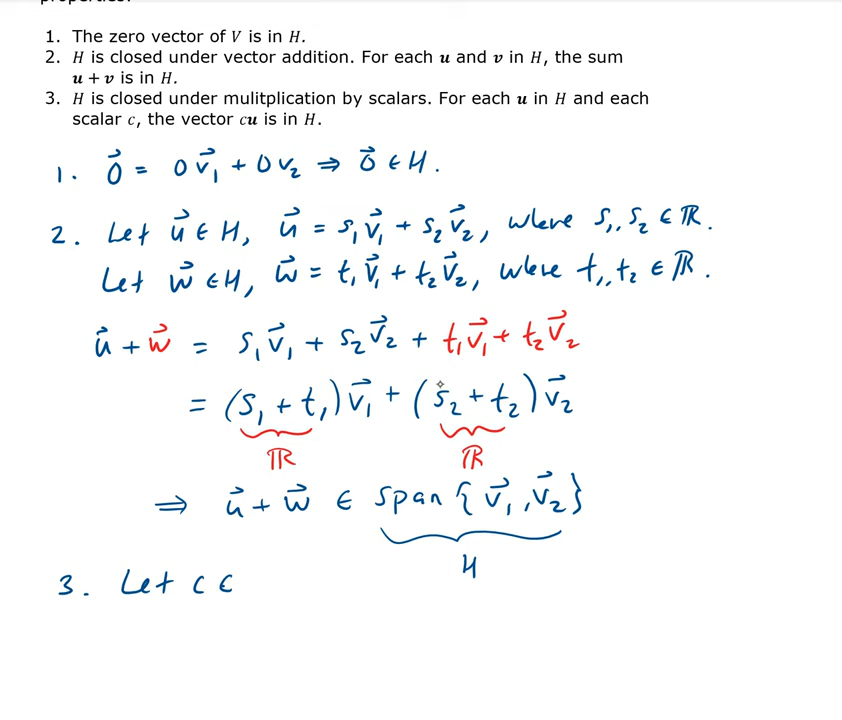 properties:
1. The zero vector of V is in H.
2. H is closed under vector addition. For each u and v in H, the sum
u + v is in H.
3. H is closed under mulitplication by scalars. For each u in H and each
scalar c, the vector cu is in H.
1. 0⃗ = 0v⃗₁ + 0v₂ ⇒ 0⃗ ∈ H.
2. Let u⃗ ∈ H, u⃗ = s₁v⃗₁ + s₂v⃗₂, where s₁, s₂ ∈ ℝ.
Let w⃗ ∈ H, w⃗ = t₁v⃗₁ + t₂v⃗₂, where t₁, t₂ ∈ ℝ.
u⃗ + w⃗ = s₁v⃗₁ + s₂v⃗₂ + t₁v⃗₁ + t₂v⃗₂
= (s₁ + t₁)v⃗₁ + (s₂ + t₂)v⃗₂
ℝ ℝ
⇒ u⃗ + w⃗ ∈ span {v⃗₁, v⃗₂}
H
3. Let c ∈